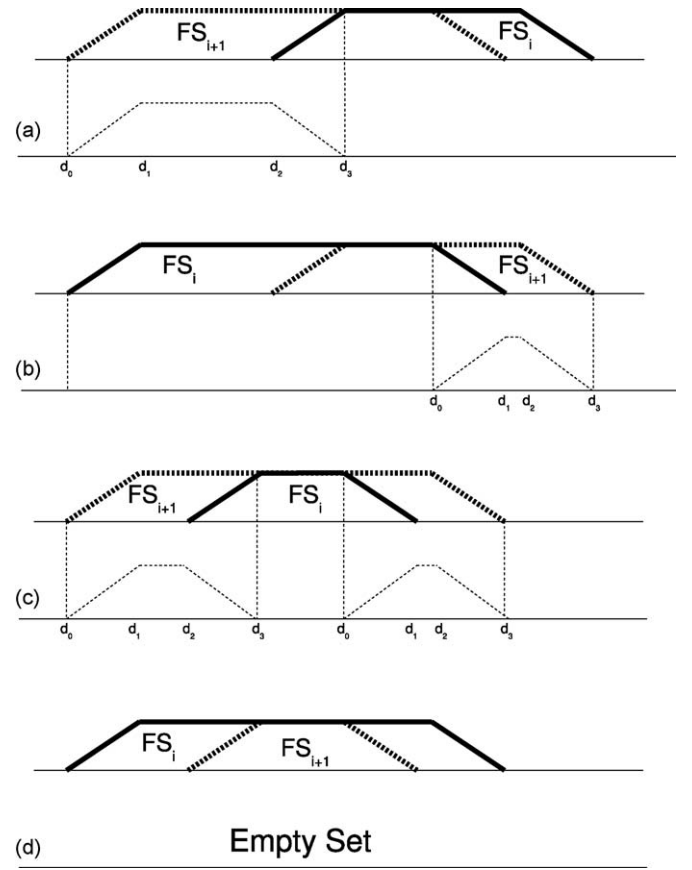 FS_{i+1} FS_i
(a)
d_0 d_1 d_2 d_3
FS_i FS_{i+1}
(b)
d_0 d_1 d_2 d_3
FS_{i+1} FS_i
(c)
d_0 d_1 d_2 d_3 d_0 d_1 d_2 d_3
FS_i FS_{i+1}
(d) Empty Set